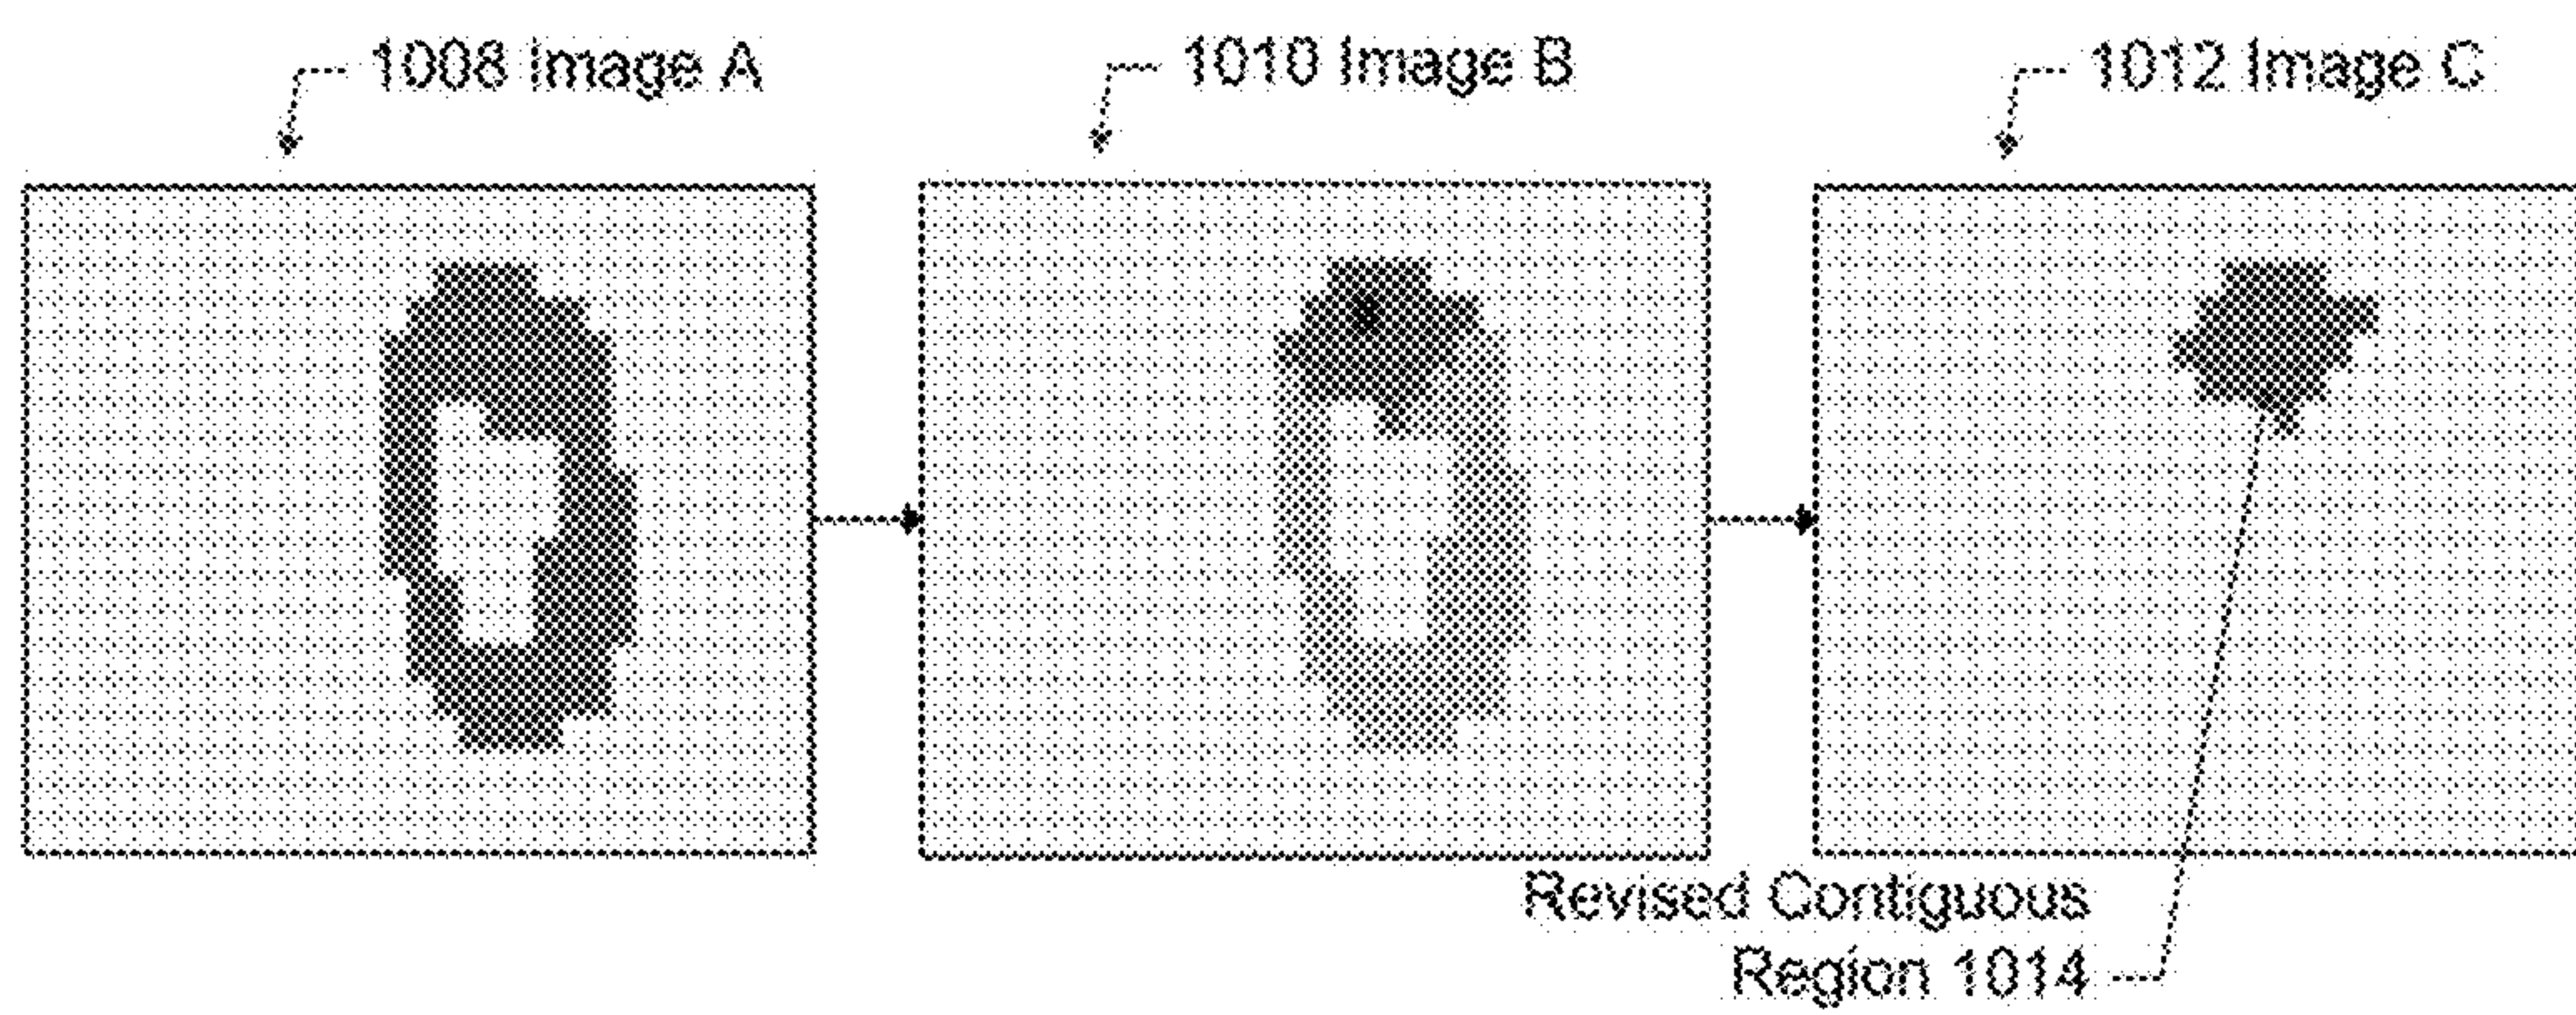 1008 Image A
1010 Image B
1012 Image C
Revised Contiguous
Region 1014